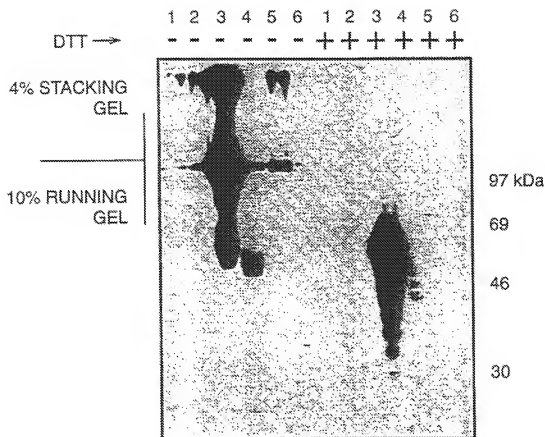 1 2 3 4 5 6 1 2 3 4 5 6
DTT → - - - - - - + + + + + +
4% STACKING
GEL
10% RUNNING
GEL
97 kDa
69
46
30